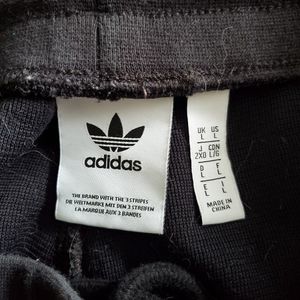 adidas
THE BRAND WITH THE 3 STRIPES
DIE WELTMARKE MIT DEN 3 STREIFEN
LA MARQUE AUX 3 BANDES
UK US
L L
J CDN
2XO L/G
D F
L L
E I
L L
MADE IN
CHINA